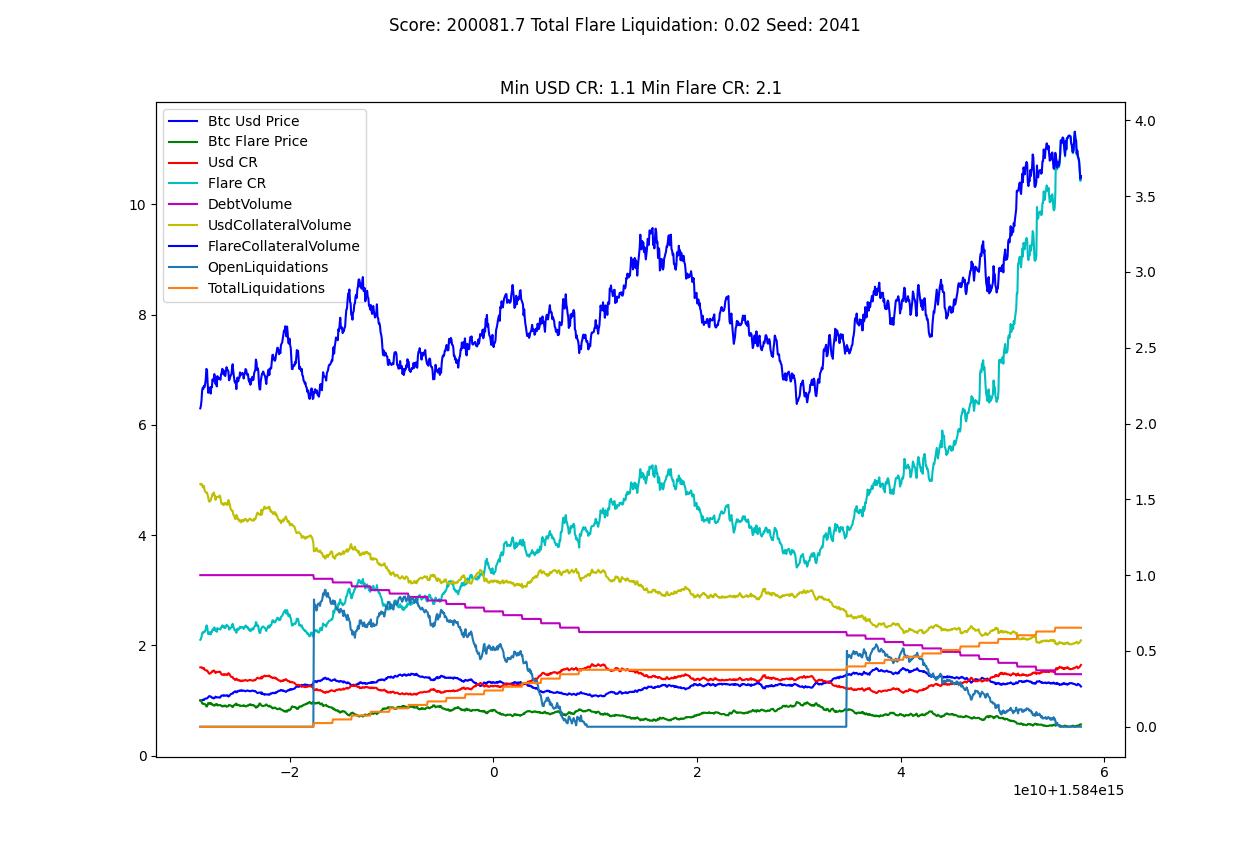 Score: 200081.7 Total Flare Liquidation: 0.02 Seed: 2041
Min USD CR: 1.1 Min Flare CR: 2.1
Btc Usd Price
Btc Flare Price
Usd CR
Flare CR
DebtVolume
UsdCollateralVolume
FlareCollateralVolume
OpenLiquidations
TotalLiquidations
10
8
6
4
2
0
4.0
3.5
3.0
2.5
2.0
1.5
1.0
0.5
0.0
−2 0 2 4 6
1e10+1.584e15